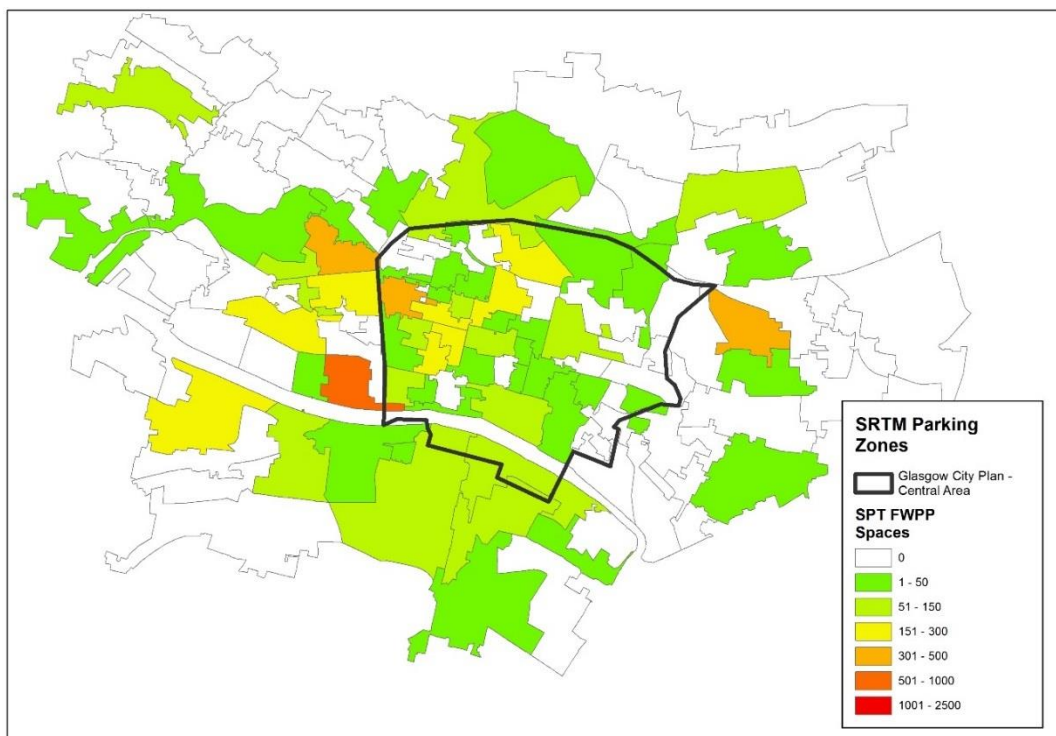 SRTM Parking
Zones
Glasgow City Plan -
Central Area
SPT FWPP
Spaces
0
1 - 50
51 - 150
151 - 300
301 - 500
501 - 1000
1001 - 2500